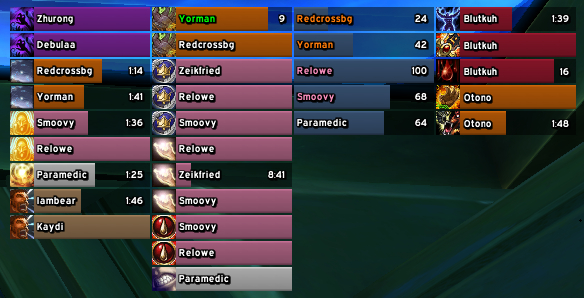 Zhurong
Debulaa
Redcrossbg 1:14
Yorman 1:41
Smoovy 1:36
Relowe
Paramedic 1:25
Iambear 1:46
Kaydi
Yorman 9
Redcrossbg
Zeikfried
Relowe
Smoovy
Relowe
Zeikfried 8:41
Smoovy
Smoovy
Relowe
Paramedic
Redcrossbg 24
Yorman 42
Relowe 100
Smoovy 68
Paramedic 64
Blutkuh 1:39
Blutkuh
Blutkuh 16
Otono
Otono 1:48